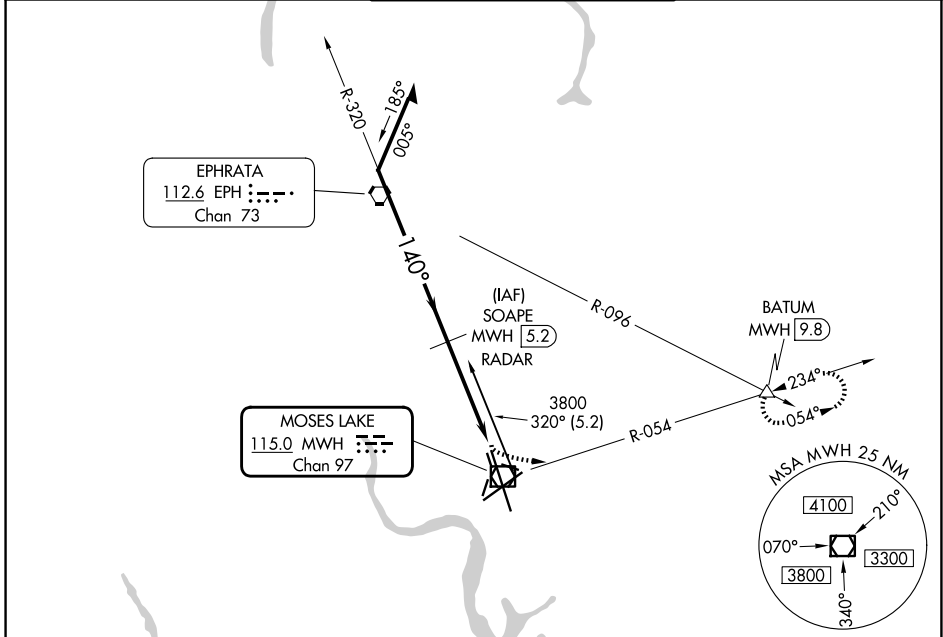 R-320
185°
005°
EPHRATA
112.6 EPH
Chan 73
140°
(IAF)
SOAPE
MWH 5.2
RADAR
R-096
BATUM
MWH 9.8
234°
054°
3800
320° (5.2)
R-054
MOSES LAKE
115.0 MWH
Chan 97
MSA MWH 25 NM
4100
210°
070°
3300
3800
340°